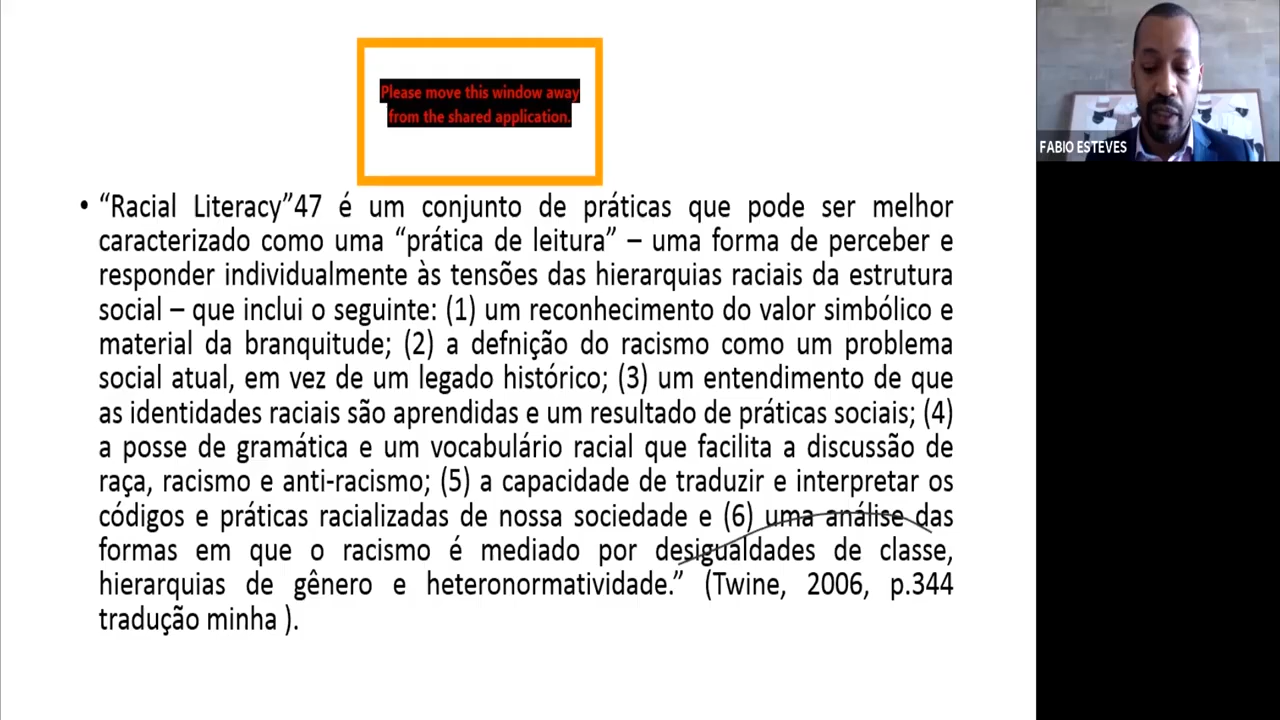 Please move this window away
from the shared application.
FABIO ESTEVES
• “Racial Literacy”47 é um conjunto de práticas que pode ser melhor
caracterizado como uma “prática de leitura” – uma forma de perceber e
responder individualmente às tensões das hierarquias raciais da estrutura
social – que inclui o seguinte: (1) um reconhecimento do valor simbólico e
material da branquitude; (2) a defnição do racismo como um problema
social atual, em vez de um legado histórico; (3) um entendimento de que
as identidades raciais são aprendidas e um resultado de práticas sociais; (4)
a posse de gramática e um vocabulário racial que facilita a discussão de
raça, racismo e anti-racismo; (5) a capacidade de traduzir e interpretar os
códigos e práticas racializadas de nossa sociedade e (6) uma análise das
formas em que o racismo é mediado por desigualdades de classe,
hierarquias de gênero e heteronormatividade.” (Twine, 2006, p.344
tradução minha ).